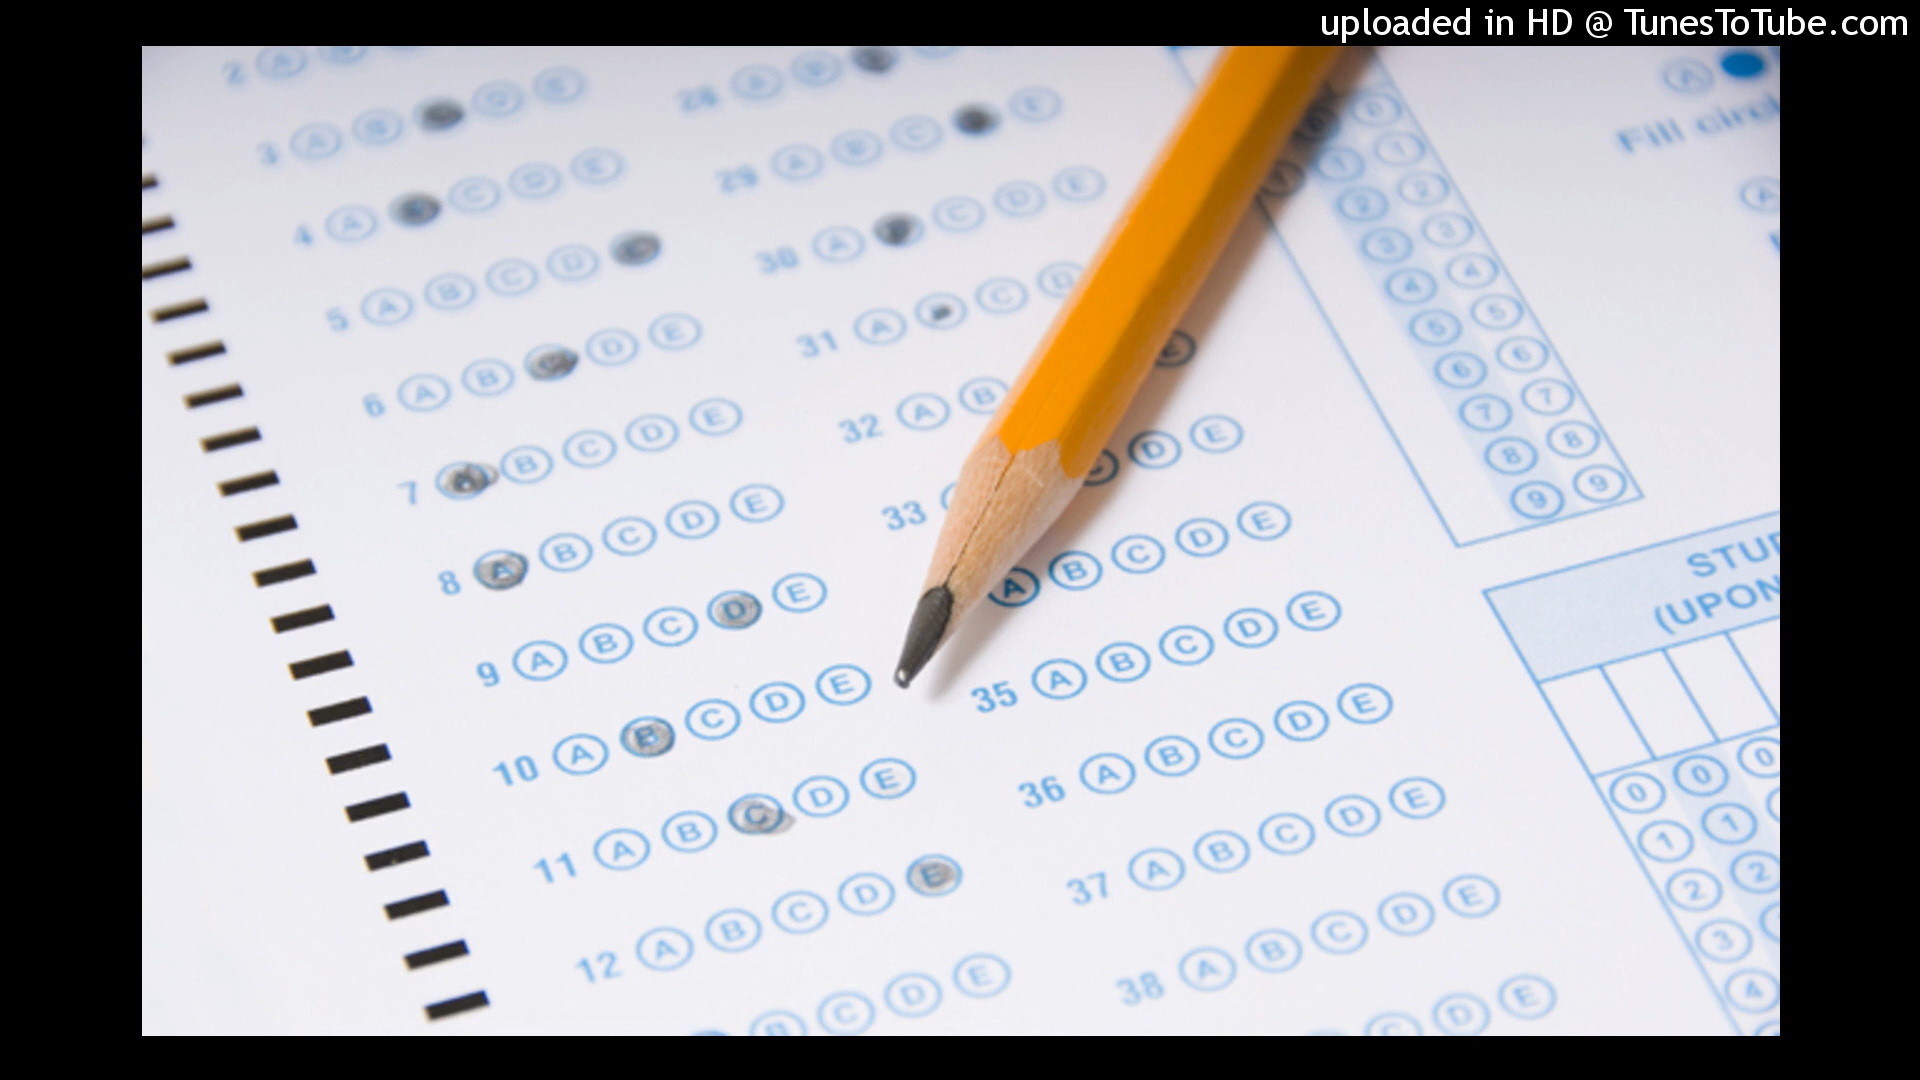 uploaded in HD @ TunesToTube.com
2 A B
3 A B D E
4 A C D E
5 A B C D
6 A B C D E
7 A B C D E
8 A B C D E
9 A B C D E
10 A B C D E
11 A B C D E
12 A B C D E
B C D E
28 A B
29 A B C E
30 A B C D E
31 A B C D
32 A B E
33 C D E
A B C D E
35 A B C D E
36 A B C D E
37 A B C D E
38 A B C D E
C D E
0
1 1
2 2
3 3
4 4
5 5
6 6
7 7
8 8
9 9
A
Fill circl
A
STU
(UPON
0 0 0
1 1
2 2
3
4